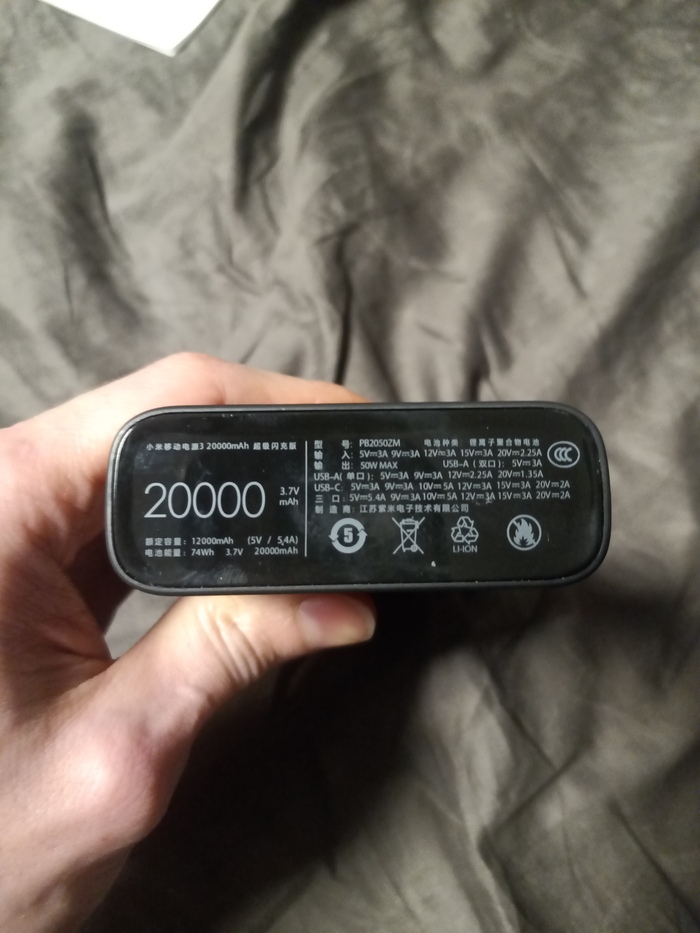 小米移动电源3 20000mAh 超级闪充版
20000 3.7V mAh
额定容量: 12000mAh (5V / 5.4A)
电池能量: 74Wh 3.7V 20000mAh
型 号: PB2050ZM 电池种类: 锂离子聚合物电池
输 入: 5V⎓3A 9V⎓3A 12V⎓3A 15V⎓3A 20V⎓2.25A
输 出: 50W MAX USB-A ( 双口): 5V⎓3A
USB-A( 单口): 5V⎓3A 9V⎓3A 12V⎓2.25A 20V⎓1.35A
USB-C: 5V⎓3A 9V⎓3A 10V⎓5A 12V⎓3A 15V⎓3A 20V⎓2A
三 口: 5V⎓5.4A 9V⎓3A 10V⎓5A 12V⎓3A 15V⎓3A 20V⎓2A
制 造 商: 江苏紫米电子技术有限公司
CCC
5
LI-ION